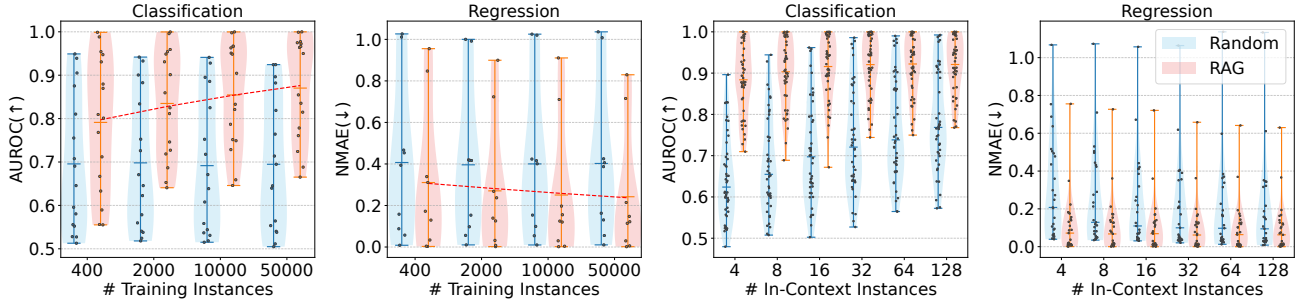 Classification
AUROC(↑)
1.0
0.9
0.8
0.7
0.6
0.5
400 2000 10000 50000
# Training Instances
Regression
NMAE(↓)
1.0
0.8
0.6
0.4
0.2
0.0
400 2000 10000 50000
# Training Instances
Classification
AUROC(↑)
1.0
0.9
0.8
0.7
0.6
0.5
4 8 16 32 64 128
# In-Context Instances
Regression
NMAE(↓)
1.0
0.8
0.6
0.4
0.2
0.0
4 8 16 32 64 128
# In-Context Instances
Random
RAG